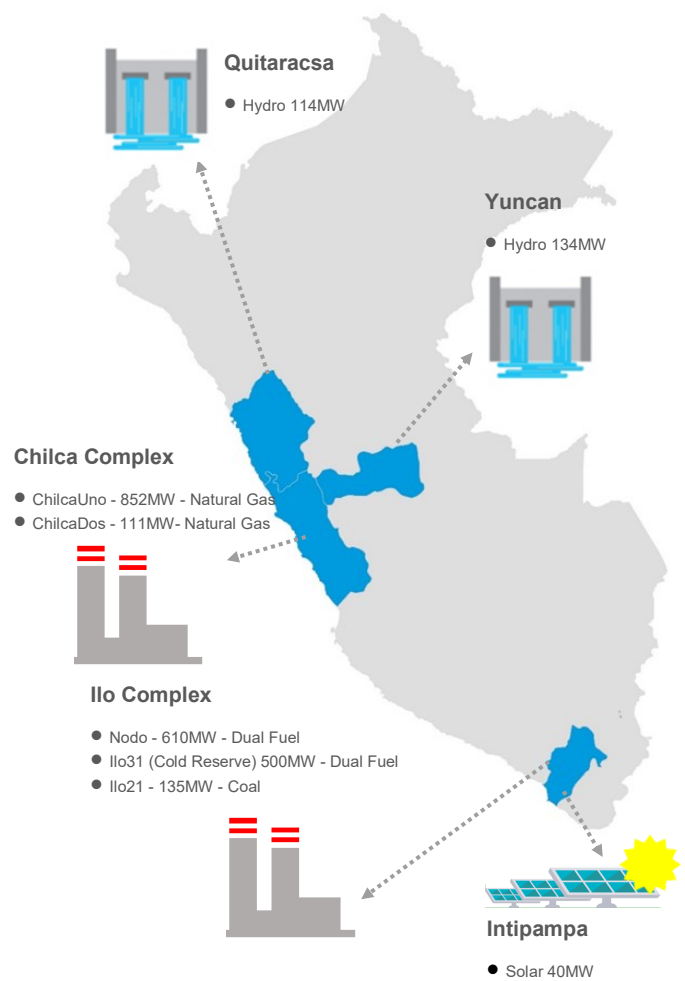 Quitaracsa
● Hydro 114MW
Yuncan
● Hydro 134MW
Chilca Complex
● ChilcaUno - 852MW - Natural Gas
● ChilcaDos - 111MW- Natural Gas
Ilo Complex
● Nodo - 610MW - Dual Fuel
● Ilo31 (Cold Reserve) 500MW - Dual Fuel
● Ilo21 - 135MW - Coal
Intipampa
● Solar 40MW